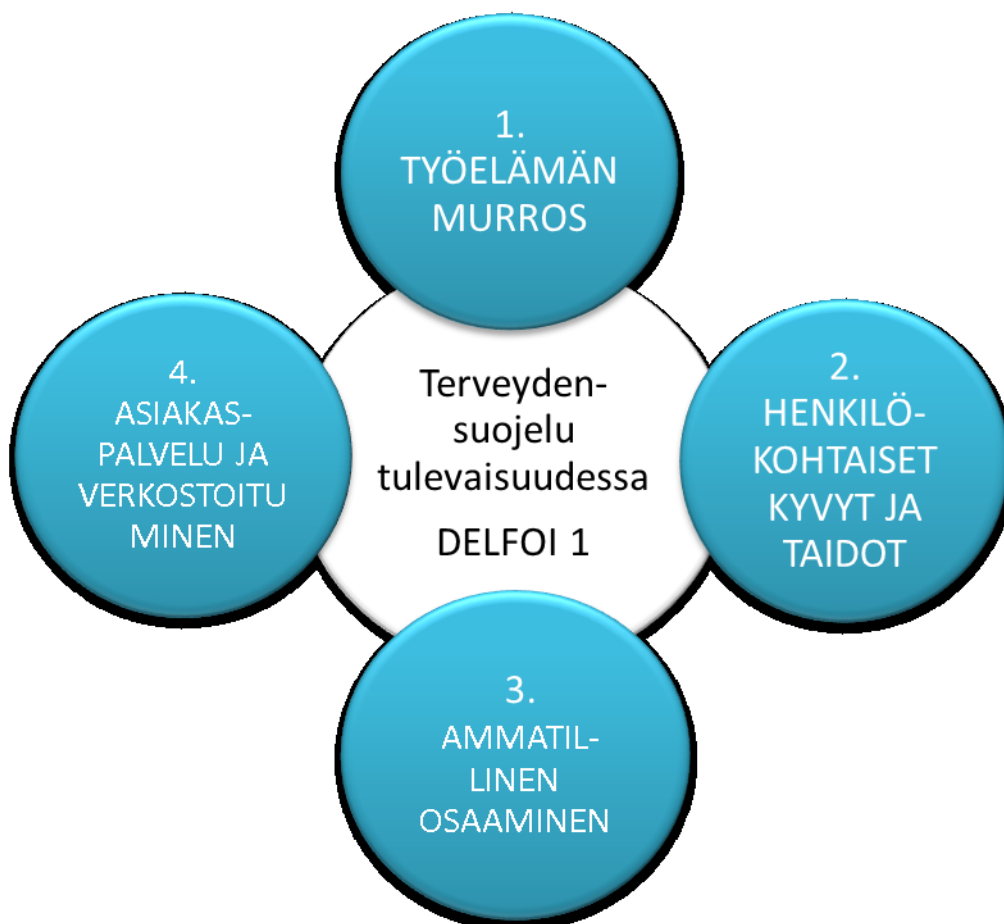 1.
TYÖELÄMÄN
MURROS
2.
HENKILÖ-
KOHTAISET
KYVYT JA
TAIDOT
3.
AMMATIL-
LINEN
OSAAMINEN
4.
ASIAKAS-
PALVELU JA
VERKOSTOITU
MINEN
Terveyden-
suojelu
tulevaisuudessa
DELFOI 1